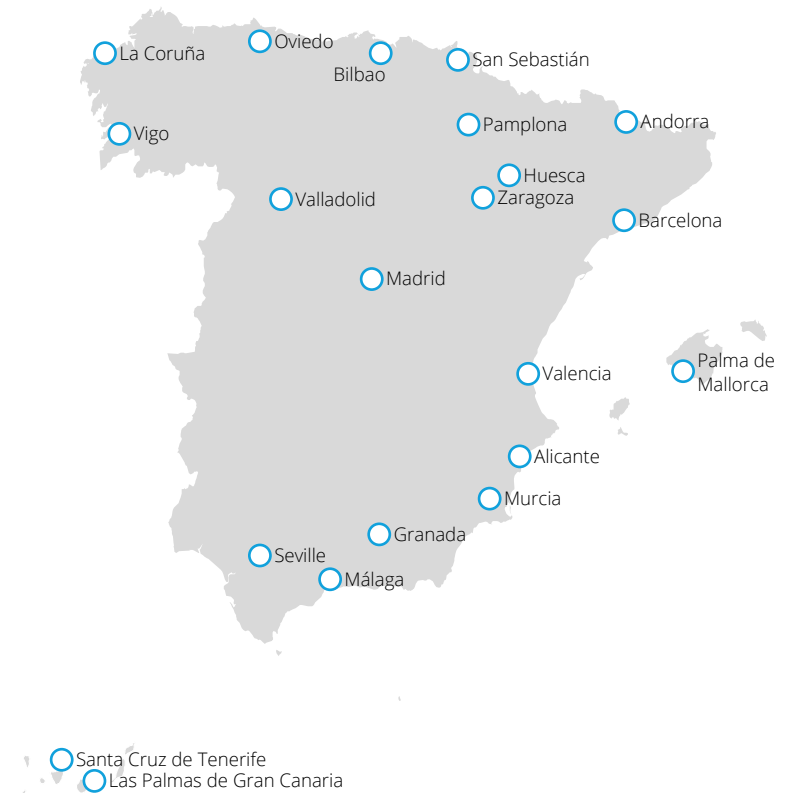 La Coruña
Oviedo
Bilbao
San Sebastián
Vigo
Pamplona
Andorra
Huesca
Zaragoza
Valladolid
Barcelona
Madrid
Valencia
Palma de
Mallorca
Alicante
Murcia
Granada
Seville
Málaga
Santa Cruz de Tenerife
Las Palmas de Gran Canaria